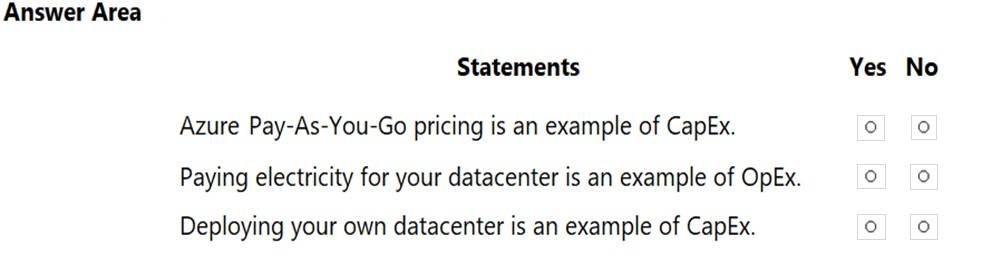 Answer Area
Statements Yes No
Azure Pay-As-You-Go pricing is an example of CapEx.
Paying electricity for your datacenter is an example of OpEx.
Deploying your own datacenter is an example of CapEx.